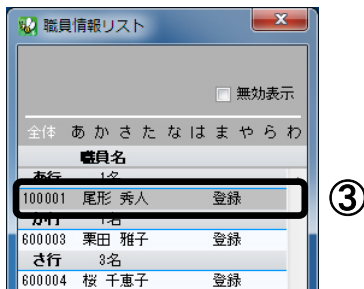 職員情報リスト
無効表示
全体 あ か さ た な は ま や ら わ
職員名
あ行 1名
100001 尾形 秀人 登録
③
か行 1名
600003 栗田 雅子 登録
さ行 3名
600004 桜 千恵子 登録